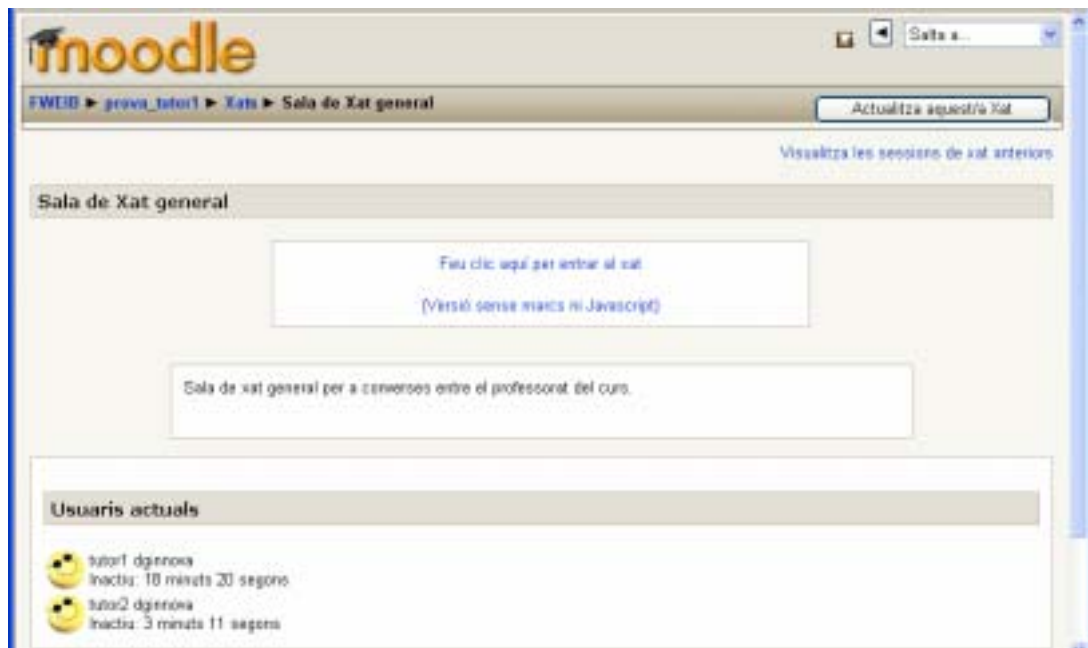 moodle
Salta a...
FWEIB ► prova_tutor1 ► Xats ► Sala de Xat general
Actualitza aquest/a Xat
Visualitza les sessions de xat anteriors
Sala de Xat general
Feu clic aquí per entrar al xat
(Versió sense marcs ni Javascript)
Sala de xat general per a converses entre el professorat del curs.
Usuaris actuals
tutor1 dginnova
Inactiu: 18 minuts 20 segons
tutor2 dginnova
Inactiu: 3 minuts 11 segons